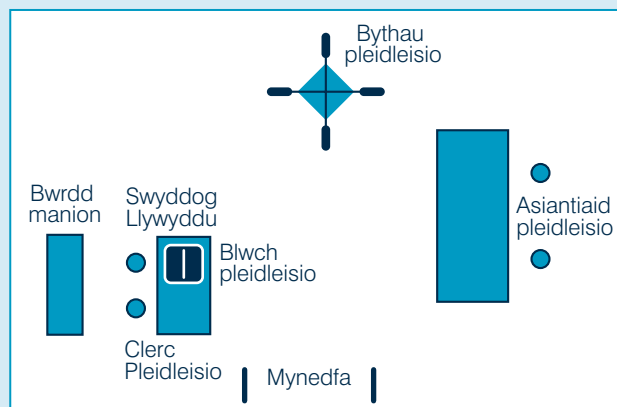 Bythau
pleidleisio
Bwrdd
manion
Swyddog
Llywyddu
Blwch
pleidleisio
Asiantiaid
pleidleisio
Clerc
Pleidleisio
Mynedfa